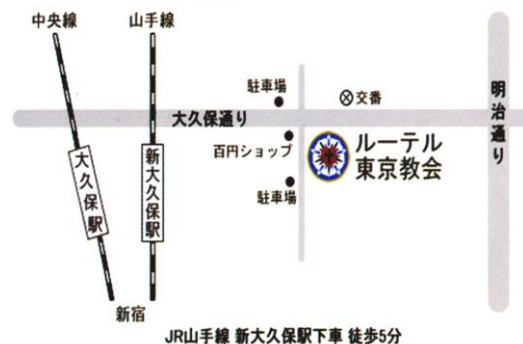 中央線
山手線
駐車場
交番
明治通り
大久保通り
百円ショップ
ルーテル
東京教会
大久保駅
新大久保駅
駐車場
新宿
JR山手線 新大久保駅下車 徒歩5分